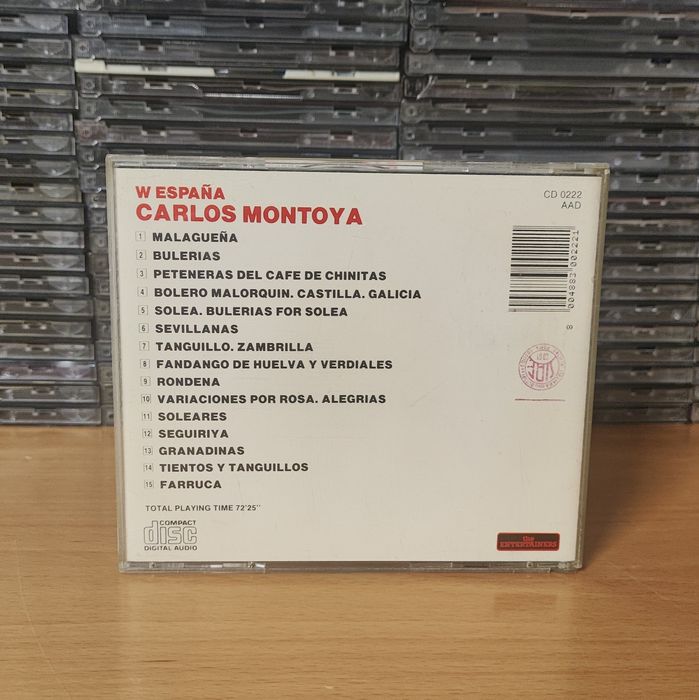 W ESPAÑA
CARLOS MONTOYA
CD 0222
AAD
1 MALAGUEÑA
2 BULERIAS
3 PETENERAS DEL CAFE DE CHINITAS
4 BOLERO MALORQUIN. CASTILLA. GALICIA
5 SOLEA. BULERIAS FOR SOLEA
6 SEVILLANAS
7 TANGUILLO. ZAMBRILLA
8 FANDANGO DE HUELVA Y VERDIALES
9 RONDENA
10 VARIACIONES POR ROSA. ALEGRIAS
11 SOLEARES
12 SEGUIRIYA
13 GRANADINAS
14 TIENTOS Y TANGUILLOS
15 FARRUCA
TOTAL PLAYING TIME 72'25''
COMPACT
disc
DIGITAL AUDIO
004883 002221
8
the
ENTERTAINERS